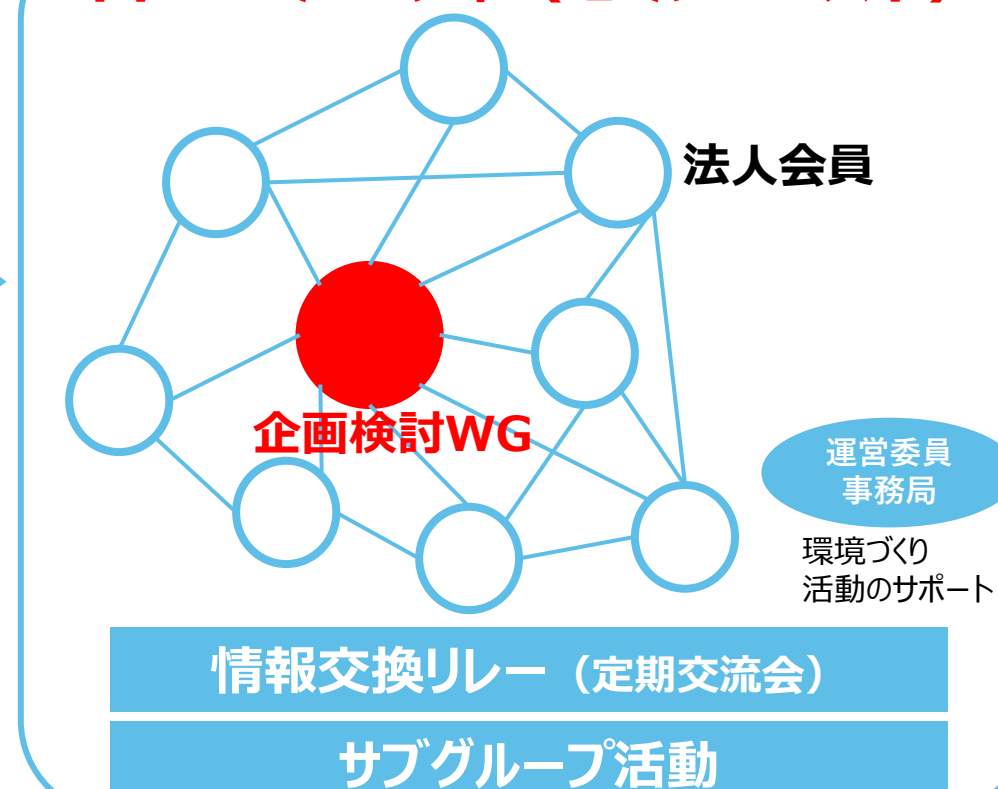 法人会員
企画検討WG
運営委員
事務局
環境づくり
活動のサポート
情報交換リレー（定期交流会）
サブグループ活動